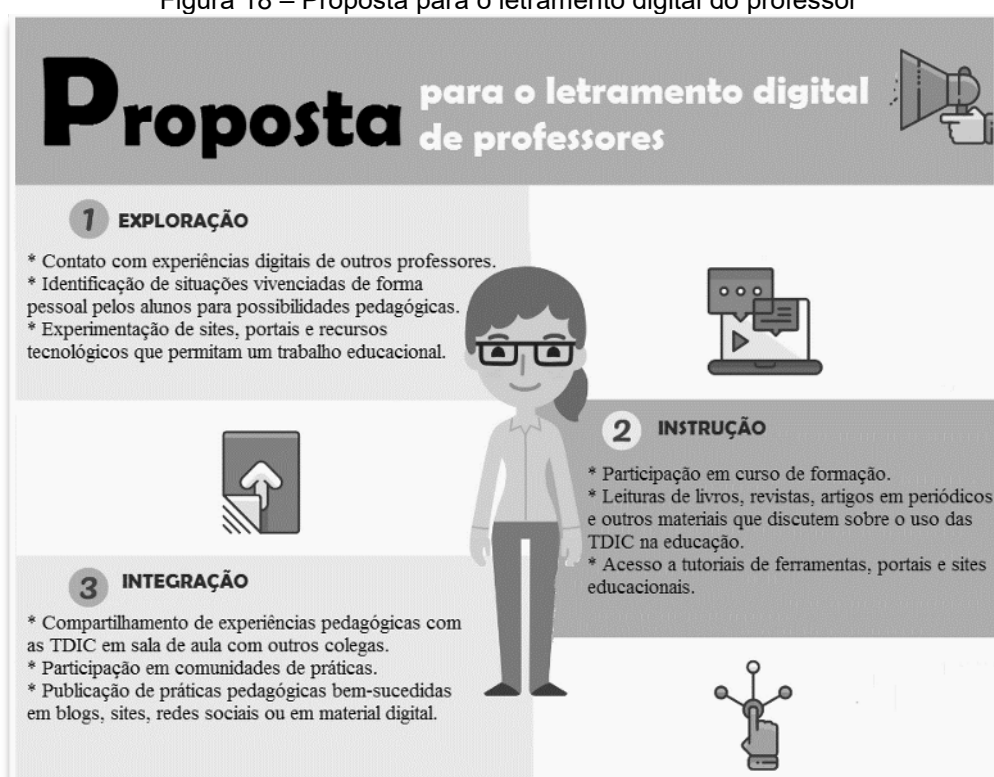 Figura 18 – Proposta para o letramento digital do professor
Proposta para o letramento digital
de professores
1 EXPLORAÇÃO
* Contato com experiências digitais de outros professores.
* Identificação de situações vivenciadas de forma
pessoal pelos alunos para possibilidades pedagógicas.
* Experimentação de sites, portais e recursos
tecnológicos que permitam um trabalho educacional.
2 INSTRUÇÃO
* Participação em curso de formação.
* Leituras de livros, revistas, artigos em periódicos
e outros materiais que discutem sobre o uso das
TDIC na educação.
* Acesso a tutoriais de ferramentas, portais e sites
educacionais.
3 INTEGRAÇÃO
* Compartilhamento de experiências pedagógicas com
as TDIC em sala de aula com outros colegas.
* Participação em comunidades de práticas.
* Publicação de práticas pedagógicas bem-sucedidas
em blogs, sites, redes sociais ou em material digital.